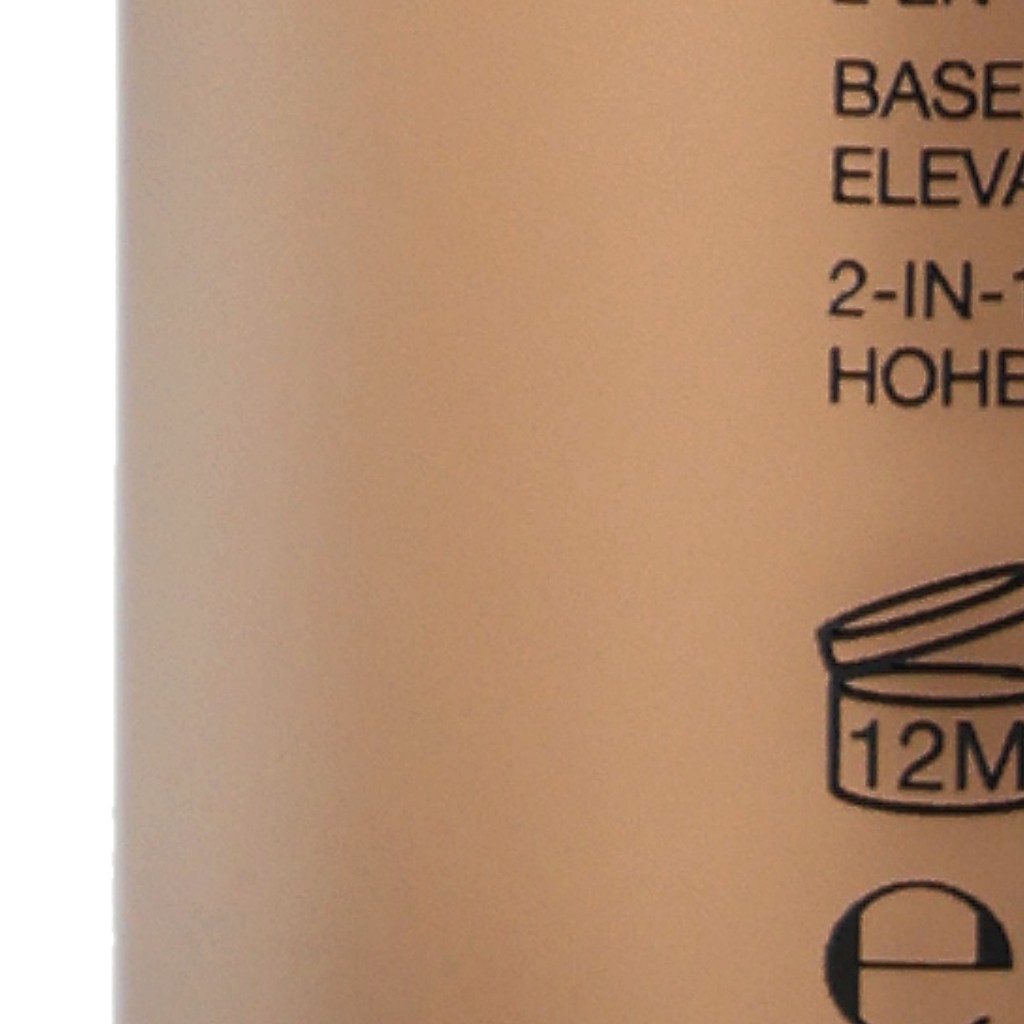 BASE
ELEVA
2-IN-1
HOHE
12M
e